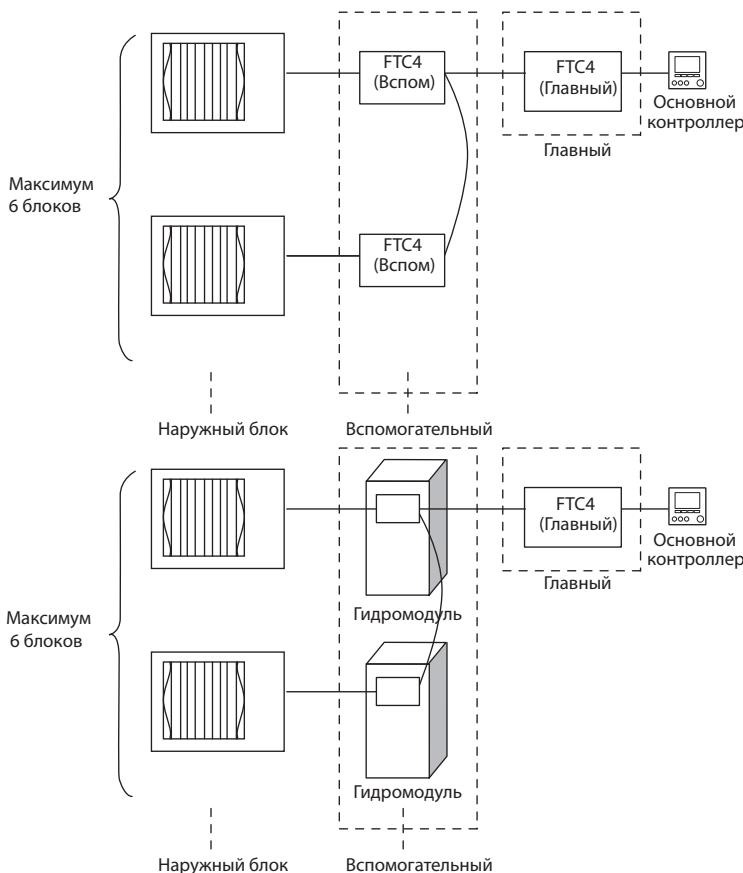 FTC4
(Вспом)
FTC4
(Главный)
Основной
контроллер
Главный
Максимум
6 блоков
FTC4
(Вспом)
Наружный блок
Вспомогательный
FTC4
(Главный)
Основной
контроллер
Главный
Гидромодуль
Максимум
6 блоков
Гидромодуль
Наружный блок
Вспомогательный